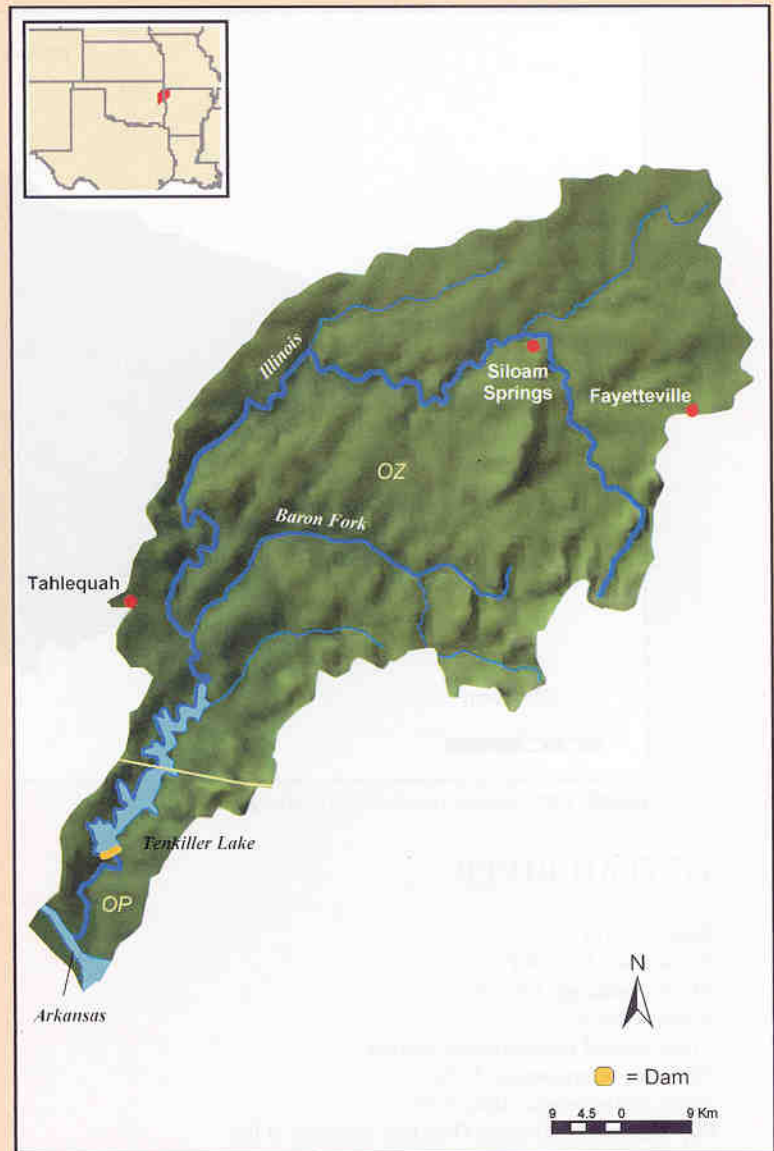 Illinois
Siloam
Springs
Fayetteville
OZ
Baron Fork
Tahlequah
Tenkiller Lake
OP
Arkansas
N
= Dam
9 4.5 0 9 Km